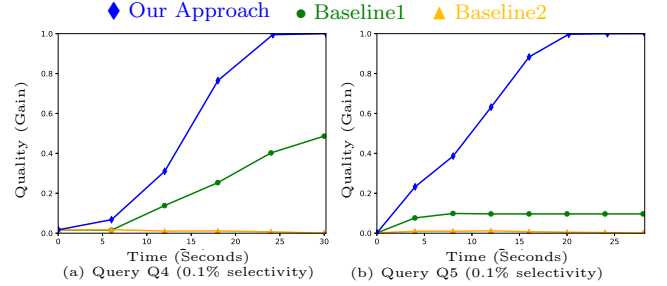 Our Approach Baseline1 Baseline2
Quality (Gain)
1.0
0.8
0.6
0.4
0.2
0.0
0 5 10 15 20 25 30
Time (Seconds)
(a) Query Q4 (0.1% selectivity)
Quality (Gain)
1.0
0.8
0.6
0.4
0.2
0.0
0 5 10 15 20 25
Time (Seconds)
(b) Query Q5 (0.1% selectivity)